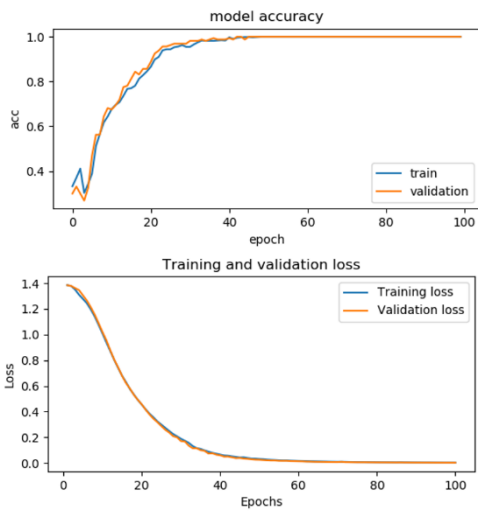 model accuracy
1.0
0.8
0.6
0.4
acc
train
validation
0 20 40 60 80 100
epoch
Training and validation loss
1.4
1.2
1.0
0.8
0.6
0.4
0.2
0.0
Loss
Training loss
Validation loss
0 20 40 60 80 100
Epochs